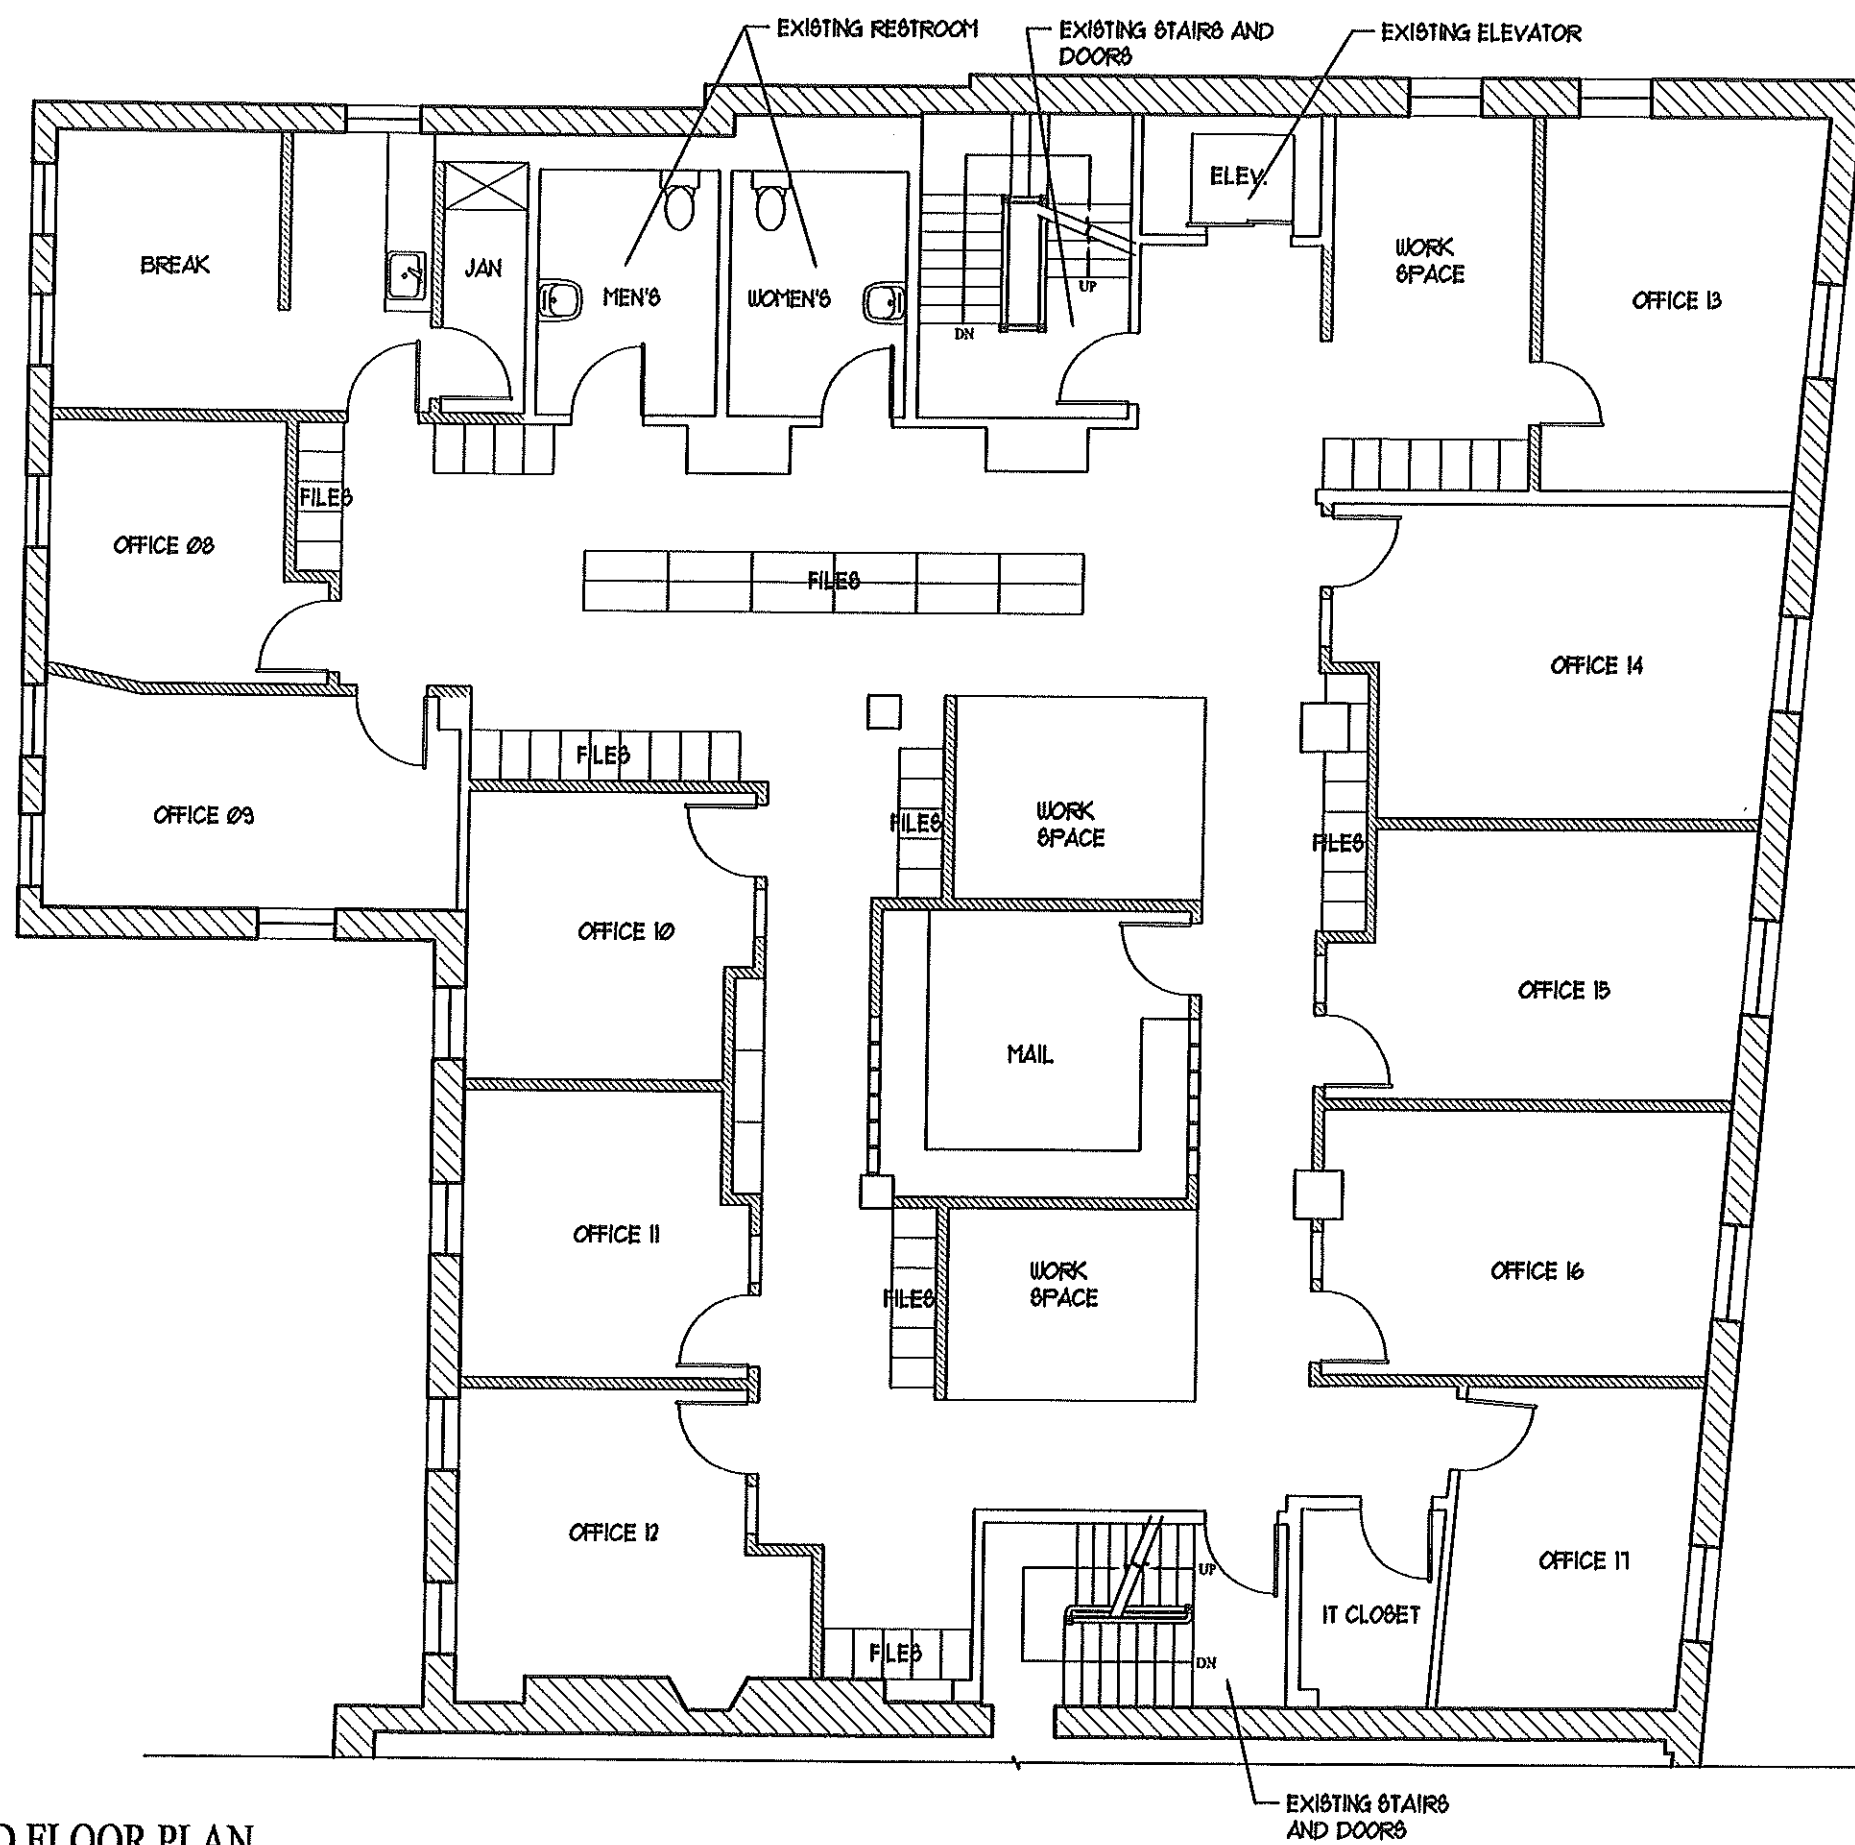 EXISTING RESTROOM
EXISTING STAIRS AND
DOORS
EXISTING ELEVATOR
ELEV.
BREAK
JAN
MEN'S
WOMEN'S
UP
DN
WORK
SPACE
OFFICE 13
FILES
OFFICE 08
FILES
OFFICE 14
FILES
OFFICE 09
FILES
WORK
SPACE
FILES
OFFICE 10
OFFICE 15
MAIL
OFFICE 11
FILES
WORK
SPACE
OFFICE 16
OFFICE 12
UP
OFFICE 17
IT CLOSET
FILES
DN
EXISTING STAIRS
AND DOORS
FLOOR PLAN